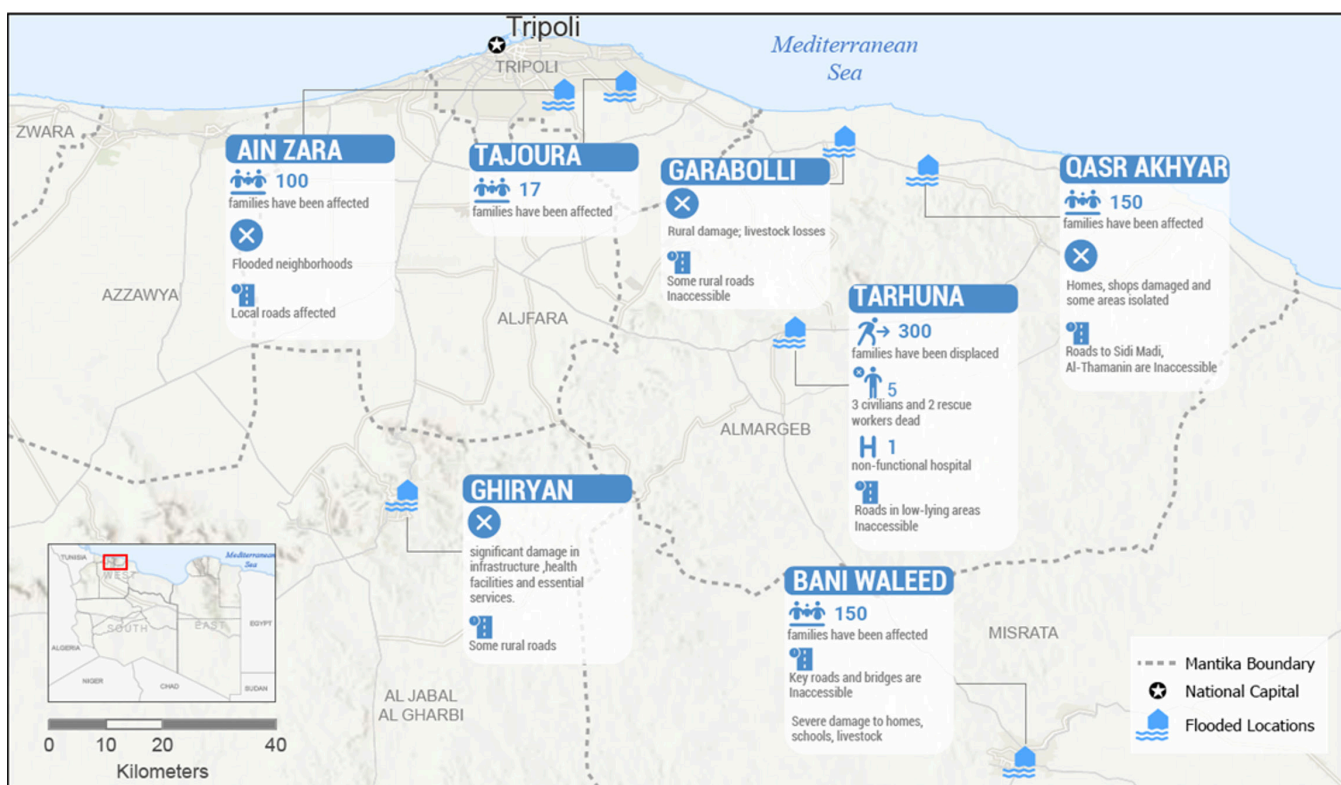 Tripoli
Mediterranean
Sea
TRIPOLI
ZWARA
AZZAWYA
ALJFARA
ALMARGEB
MISRATA
AL JABAL
AL GHARBI
AIN ZARA
100
families have been affected
Flooded neighborhoods
Local roads affected
TAJOURA
17
families have been affected
GARABOLLI
Rural damage; livestock losses
Some rural roads
Inaccessible
QASR AKHYAR
150
families have been affected
Homes, shops damaged and
some areas isolated
Roads to Sidi Madi,
Al-Thamanin are Inaccessible
TARHUNA
300
families have been displaced
5
3 civilians and 2 rescue
workers dead
H 1
non-functional hospital
Roads in low-lying areas
Inaccessible
GHIRYAN
significant damage in
infrastructure ,health
facilities and essential
services.
Some rural roads
BANI WALEED
150
families have been affected
Key roads and bridges are
Inaccessible
Severe damage to homes,
schools, livestock
TUNISIA
Mediterranean
Sea
WEST
SOUTH
EAST
EGYPT
ALGERIA
NIGER
CHAD
SUDAN
0 10 20 40
Kilometers
Mantika Boundary
National Capital
Flooded Locations